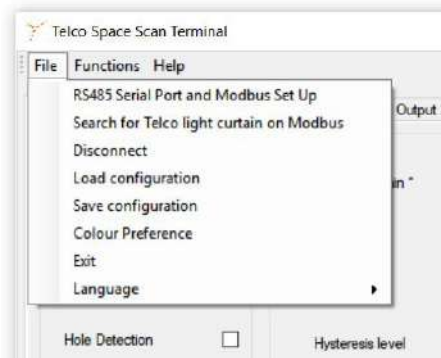 Telco Space Scan Terminal
File Functions Help
RS485 Serial Port and Modbus Set Up
Output
Search for Telco light curtain on Modbus
Disconnect
Load configuration
in "
Save configuration
Colour Preference
Exit
Language
Hole Detection
Hysteresis level